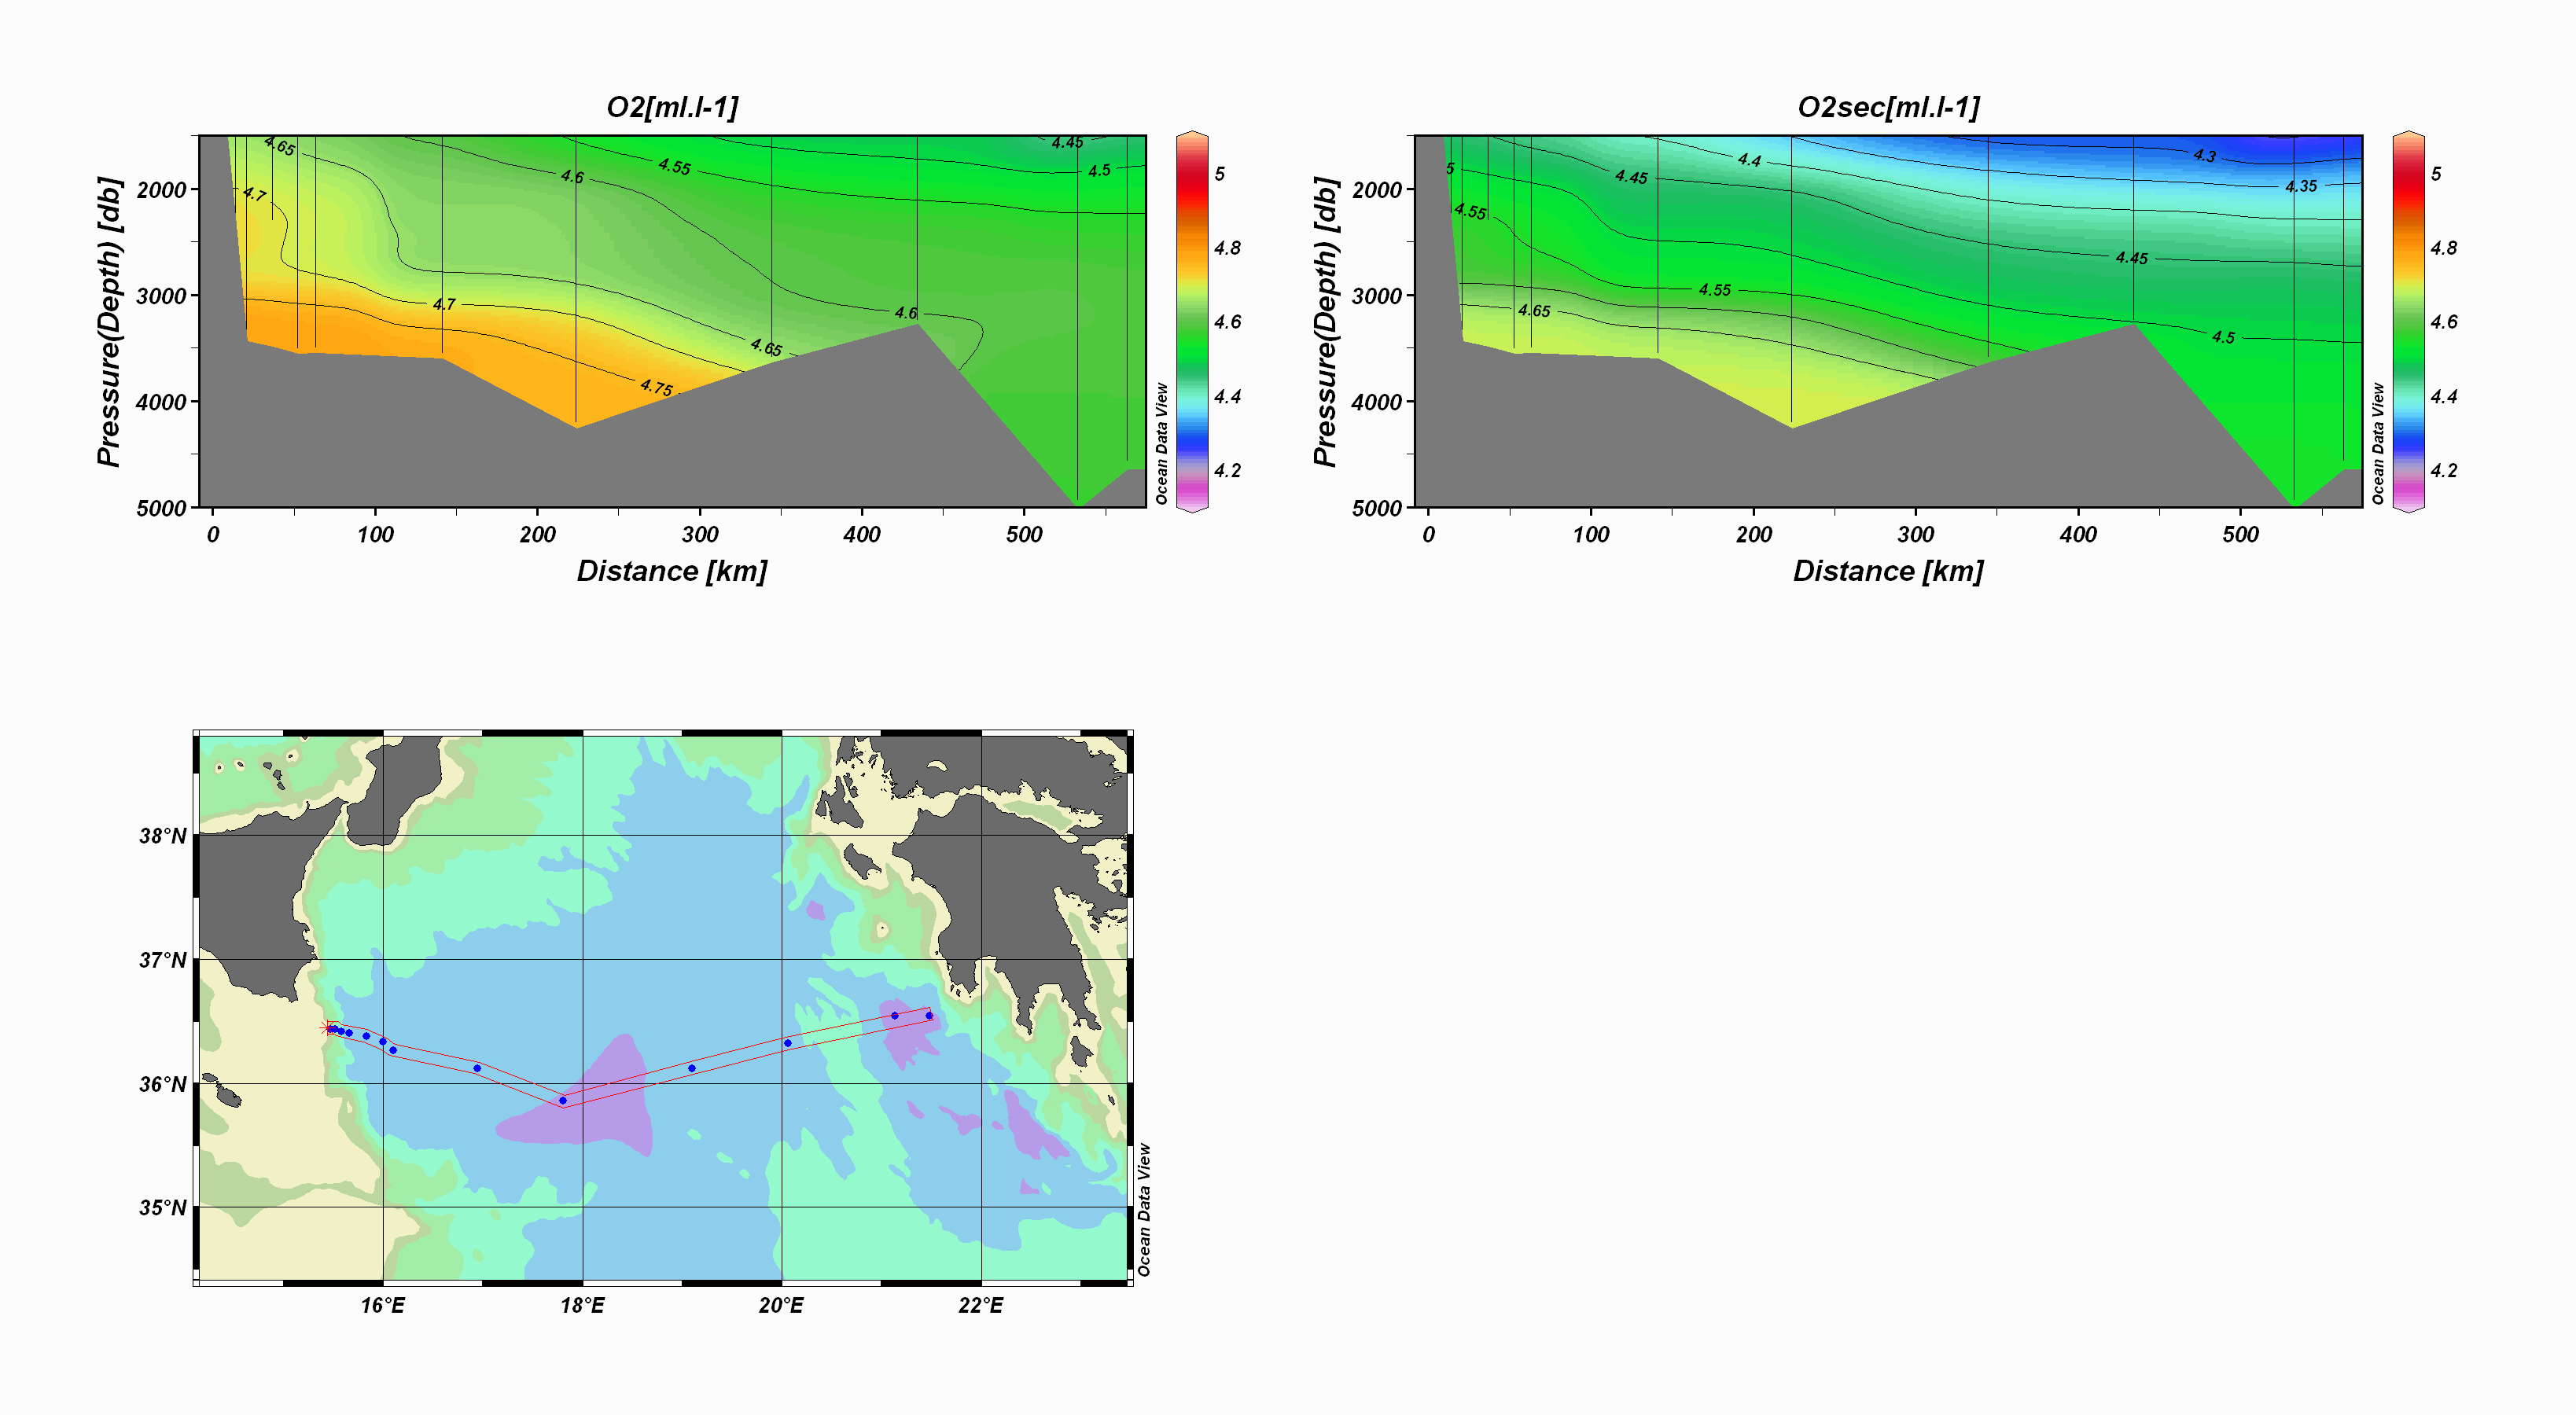 O2[ml.l-1]
Pressure(Depth) [db]
2000
3000
4000
5000
0
100
200
300
400
500
Distance [km]
4.65
4.7
4.6
4.55
4.45
4.5
4.7
4.6
4.65
4.75
5
4.8
4.6
4.4
4.2
Ocean Data View
O2sec[ml.l-1]
Pressure(Depth) [db]
2000
3000
4000
5000
0
100
200
300
400
500
Distance [km]
5
4.55
4.45
4.4
4.3
4.35
4.45
4.55
4.65
4.5
5
4.8
4.6
4.4
4.2
Ocean Data View
38°N
37°N
36°N
35°N
16°E
18°E
20°E
22°E
Ocean Data View